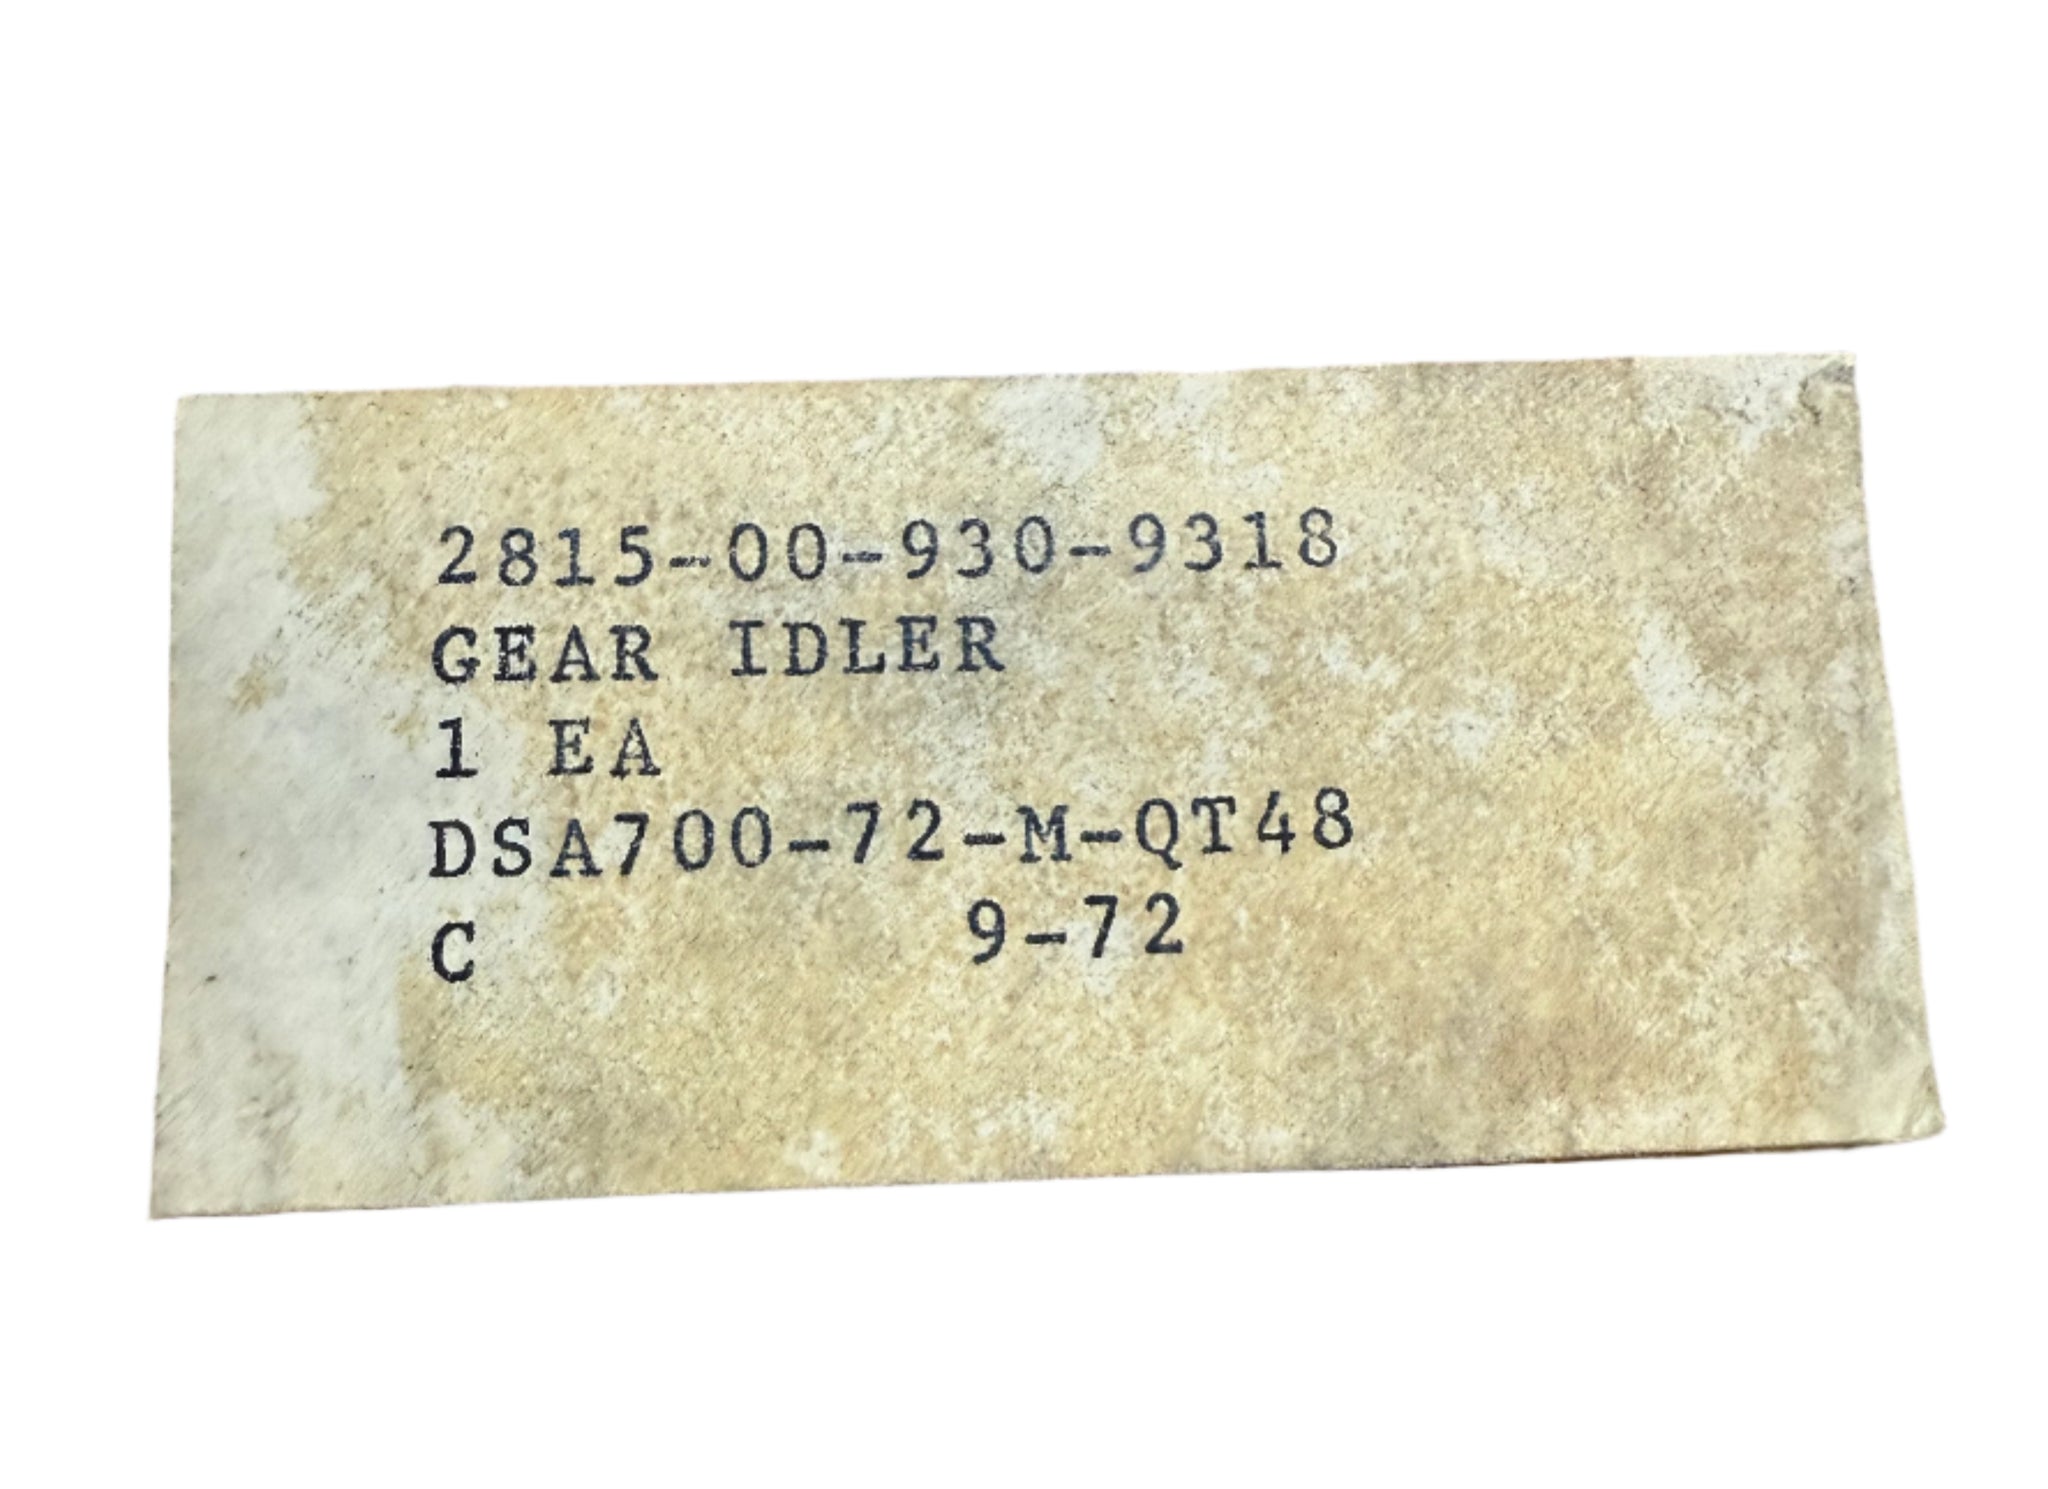 2815-00-930-9318
GEAR IDLER
1 EA
DSA700-72-M-QT48
C 9-72